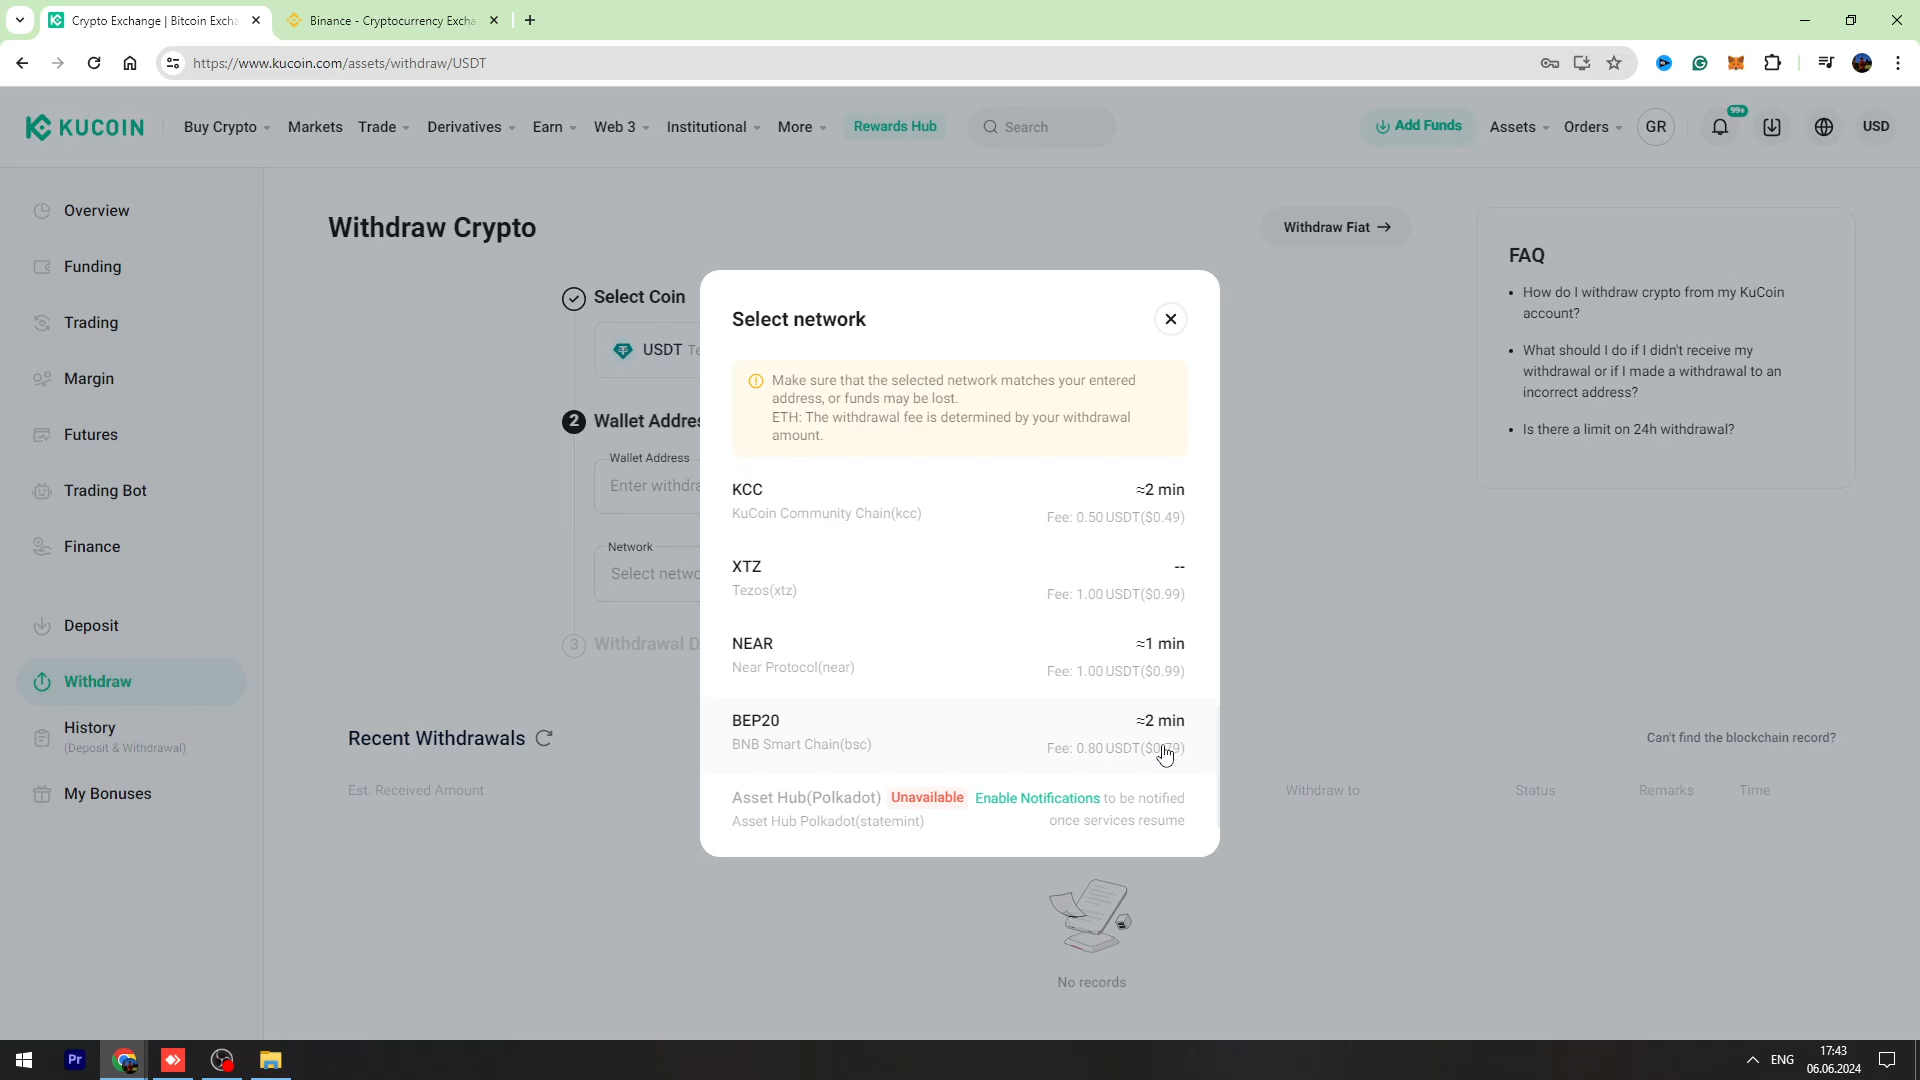 Crypto Exchange | Bitcoin Excha
Binance - Cryptocurrency Excha
https://www.kucoin.com/assets/withdraw/USDT
KUCOIN
Buy Crypto
Markets
Trade
Derivatives
Earn
Web 3
Institutional
More
Rewards Hub
Search
Add Funds
Assets
Orders
GR
99+
USD
Overview
Funding
Trading
Margin
Futures
Trading Bot
Finance
Deposit
Withdraw
History
(Deposit & Withdrawal)
My Bonuses
Withdraw Crypto
Withdraw Fiat →
Select Coin
USDT Te
2 Wallet Addres
Wallet Address
Enter withdra
Network
Select netwo
3 Withdrawal D
Select network
Make sure that the selected network matches your entered
address, or funds may be lost.
ETH: The withdrawal fee is determined by your withdrawal
amount.
KCC ≈2 min
KuCoin Community Chain(kcc) Fee: 0.50 USDT($0.49)
XTZ --
Tezos(xtz) Fee: 1.00 USDT($0.99)
NEAR ≈1 min
Near Protocol(near) Fee: 1.00 USDT($0.99)
BEP20 ≈2 min
BNB Smart Chain(bsc) Fee: 0.80 USDT($0.79)
Asset Hub(Polkadot) Unavailable Enable Notifications to be notified
Asset Hub Polkadot(statemint) once services resume
FAQ
• How do I withdraw crypto from my KuCoin
account?
• What should I do if I didn't receive my
withdrawal or if I made a withdrawal to an
incorrect address?
• Is there a limit on 24h withdrawal?
Recent Withdrawals
Can't find the blockchain record?
Est. Received Amount
Withdraw to
Status
Remarks
Time
No records
Pr
ENG
17:43
06.06.2024